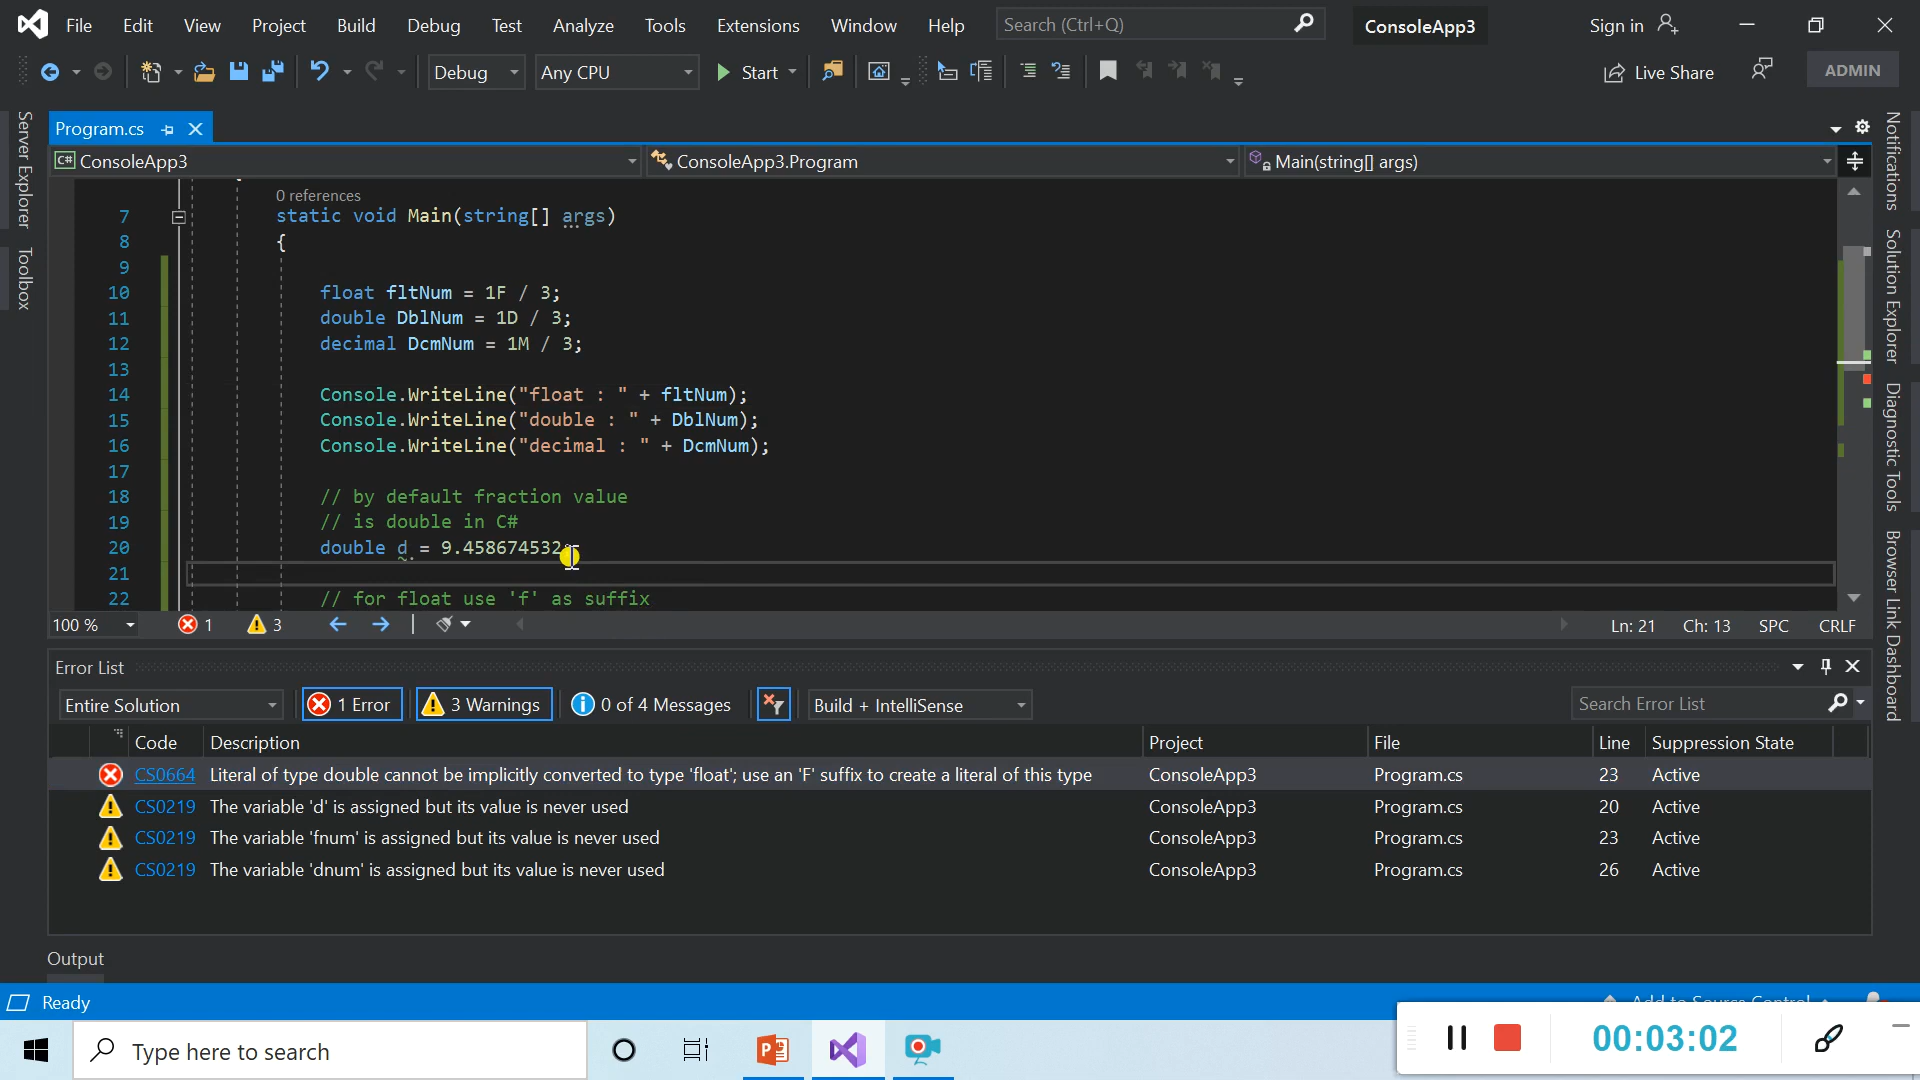 File Edit View Project Build Debug Test Analyze Tools Extensions Window Help Search (Ctrl+Q) ConsoleApp3 Sign in
Debug Any CPU Start Live Share ADMIN
Server Explorer
Toolbox
Program.cs
ConsoleApp3 ConsoleApp3.Program Main(string[] args)
0 references
7 static void Main(string[] args)
8 {
9
10 float fltNum = 1F / 3;
11 double DblNum = 1D / 3;
12 decimal DcmNum = 1M / 3;
13
14 Console.WriteLine("float : " + fltNum);
15 Console.WriteLine("double : " + DblNum);
16 Console.WriteLine("decimal : " + DcmNum);
17
18 // by default fraction value
19 // is double in C#
20 double d = 9.458674532;
21
22 // for float use 'f' as suffix
100 % 1 3 Ln: 21 Ch: 13 SPC CRLF
Notifications
Solution Explorer
Diagnostic Tools
Browser Link Dashboard
Error List
Entire Solution 1 Error 3 Warnings 0 of 4 Messages Build + IntelliSense Search Error List
Code Description Project File Line Suppression State
CS0664 Literal of type double cannot be implicitly converted to type 'float'; use an 'F' suffix to create a literal of this type ConsoleApp3 Program.cs 23 Active
CS0219 The variable 'd' is assigned but its value is never used ConsoleApp3 Program.cs 20 Active
CS0219 The variable 'fnum' is assigned but its value is never used ConsoleApp3 Program.cs 23 Active
CS0219 The variable 'dnum' is assigned but its value is never used ConsoleApp3 Program.cs 26 Active
Output
Ready Add to Source Control
Type here to search 00:03:02